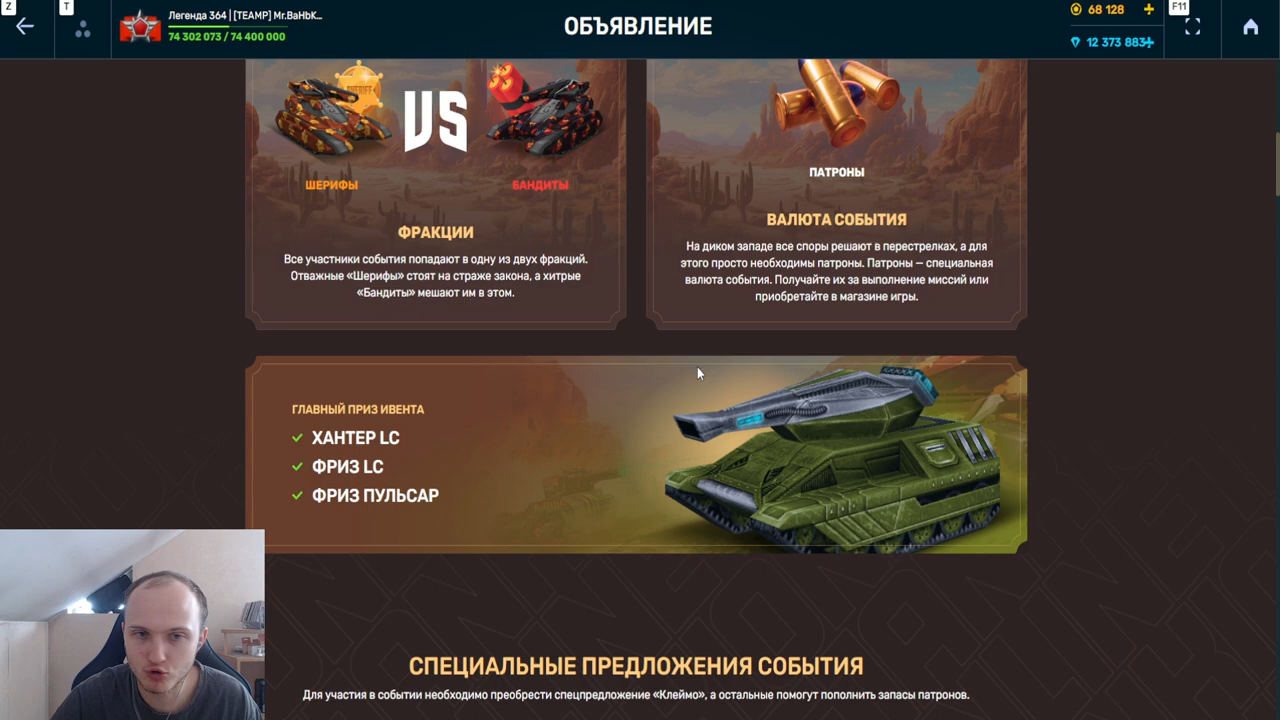 Z
T
Легенда 364 | [TEAMP] Mr.BaHbK...
74 302 073 / 74 400 000
ОБЪЯВЛЕНИЕ
68 128
12 373 883
F11
SHERIFF
VS
ШЕРИФЫ
БАНДИТЫ
ФРАКЦИИ
Все участники события попадают в одну из двух фракций.
Отважные «Шерифы» стоят на страже закона, а хитрые
«Бандиты» мешают им в этом.
ПАТРОНЫ
ВАЛЮТА СОБЫТИЯ
На диком западе все споры решают в перестрелках, а для
этого просто необходимы патроны. Патроны — специальная
валюта события. Получайте их за выполнение миссий или
приобретайте в магазине игры.
ГЛАВНЫЙ ПРИЗ ИВЕНТА
ХАНТЕР LC
ФРИЗ LC
ФРИЗ ПУЛЬСАР
СПЕЦИАЛЬНЫЕ ПРЕДЛОЖЕНИЯ СОБЫТИЯ
Для участия в событии необходимо преобрести спецпредложение «Клеймо», а остальные помогут пополнить запасы патронов.